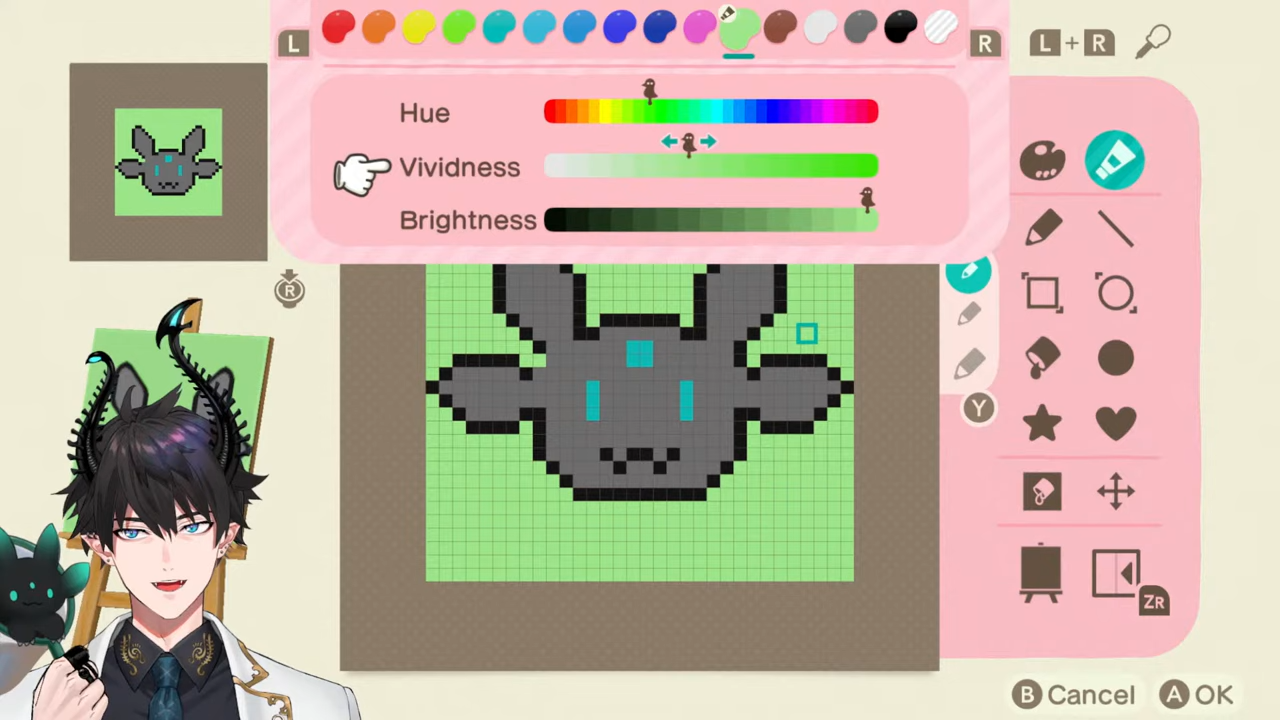 L
R
L + R
Hue
Vividness
Brightness
R
Y
ZR
B Cancel
A OK